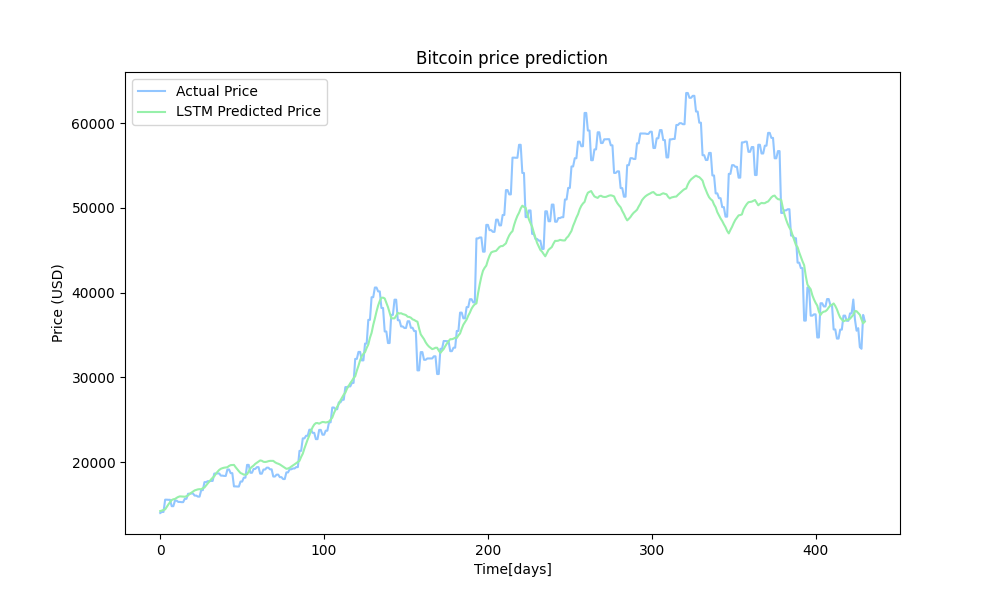 Bitcoin price prediction
Actual Price
LSTM Predicted Price
Price (USD)
60000
50000
40000
30000
20000
0 100 200 300 400
Time[days]